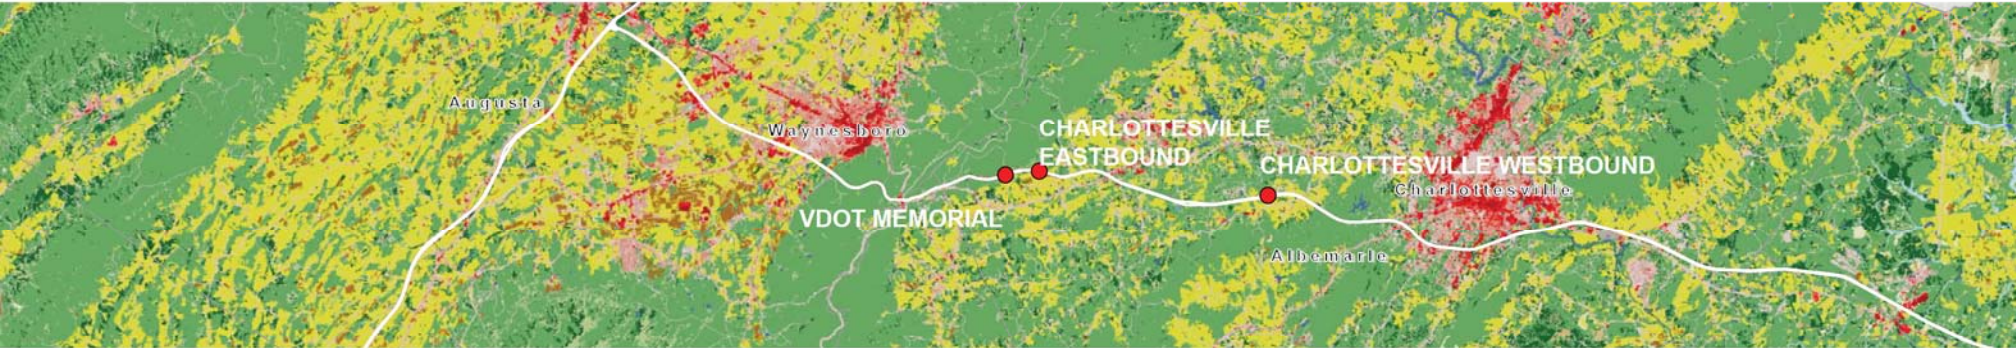 Augusta
Waynesboro
CHARLOTTESVILLE
EASTBOUND
CHARLOTTESVILLE WESTBOUND
Charlottesville
VDOT MEMORIAL
Albemarle